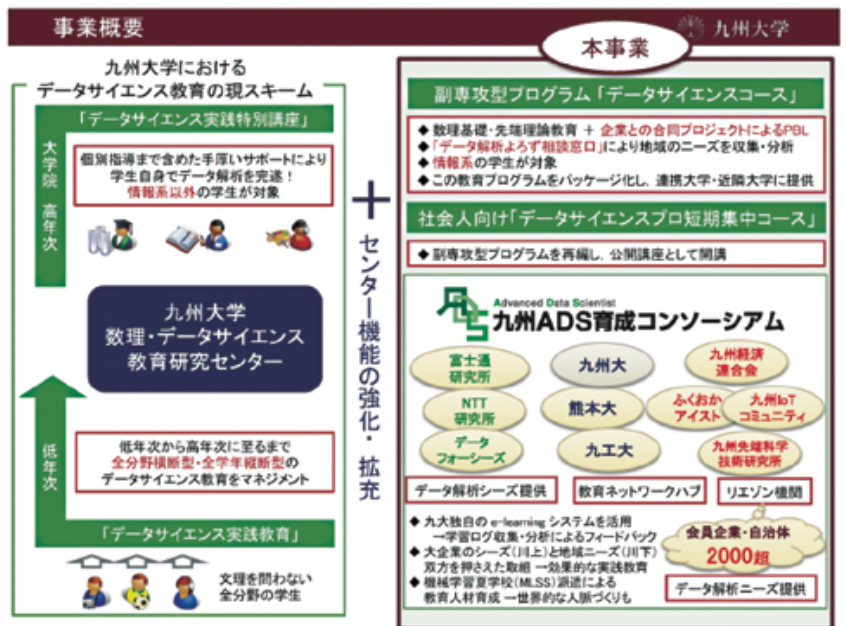 事業概要
九州大学
本事業
九州大学における
データサイエンス教育の現スキーム
「データサイエンス実践特別講座」
大学院 高年次
個別指導まで含めた手厚いサポートにより
学生自身でデータ解析を完遂!
情報系以外の学生が対象
九州大学
数理・データサイエンス
教育研究センター
低年次
低年次から高年次に至るまで
全分野横断型・全学年縦断型の
データサイエンス教育をマネジメント
「データサイエンス実践教育」
文理を問わない
全分野の学生
＋
センター機能の強化・拡充
副専攻型プログラム「データサイエンスコース」
◆ 数理基礎・先端理論教育 ＋ 企業との合同プロジェクトによるPBL
◆「データ解析よろず相談窓口」により地域のニーズを収集・分析
◆ 情報系の学生が対象
◆ この教育プログラムをパッケージ化し、連携大学・近隣大学に提供
社会人向け「データサイエンスプロ短期集中コース」
◆ 副専攻型プログラムを再編し、公開講座として開講
ADS
Advanced Data Scientist
九州ADS育成コンソーシアム
富士通
研究所
NTT
研究所
データ
フォーシーズ
データ解析シーズ提供
九州大
熊本大
九工大
教育ネットワークハブ
九州経済
連合会
ふくおか
アイスト
九州IoT
コミュニティ
九州先端科学
技術研究所
リエゾン機関
◆ 九大独自の e-learning システムを活用
→学習ログ収集・分析によるフィードバック
◆ 大企業のシーズ(川上)と地域ニーズ(川下)
双方を押さえた取組 →効果的な実践教育
◆ 機械学習夏学校(MLSS)派遣による
教育人材育成 →世界的な人脈づくりも
会員企業・自治体
2000超
データ解析ニーズ提供